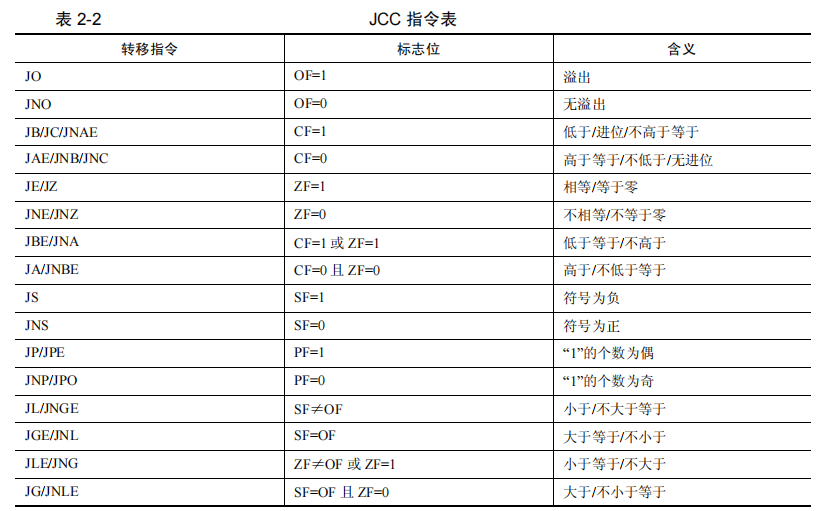 表 2-2 JCC 指令表
转移指令 标志位 含义
JO OF=1 溢出
JNO OF=0 无溢出
JB/JC/JNAE CF=1 低于/进位/不高于等于
JAE/JNB/JNC CF=0 高于等于/不低于/无进位
JE/JZ ZF=1 相等/等于零
JNE/JNZ ZF=0 不相等/不等于零
JBE/JNA CF=1 或 ZF=1 低于等于/不高于
JA/JNBE CF=0 且 ZF=0 高于/不低于等于
JS SF=1 符号为负
JNS SF=0 符号为正
JP/JPE PF=1 “1”的个数为偶
JNP/JPO PF=0 “1”的个数为奇
JL/JNGE SF≠OF 小于/不大于等于
JGE/JNL SF=OF 大于等于/不小于
JLE/JNG ZF≠OF 或 ZF=1 小于等于/不大于
JG/JNLE SF=OF 且 ZF=0 大于/不小于等于